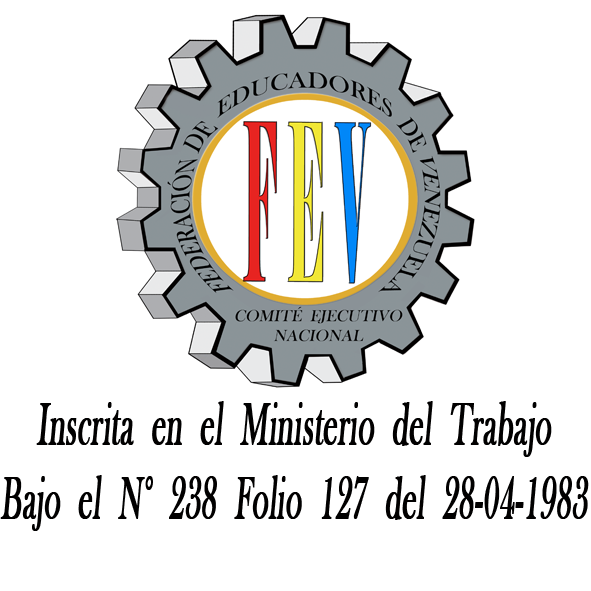 FEDERACIÓN DE EDUCADORES DE VENEZUELA
FEV
COMITÉ EJECUTIVO
NACIONAL
Inscrita en el Ministerio del Trabajo
Bajo el N° 238 Folio 127 del 28-04-1983